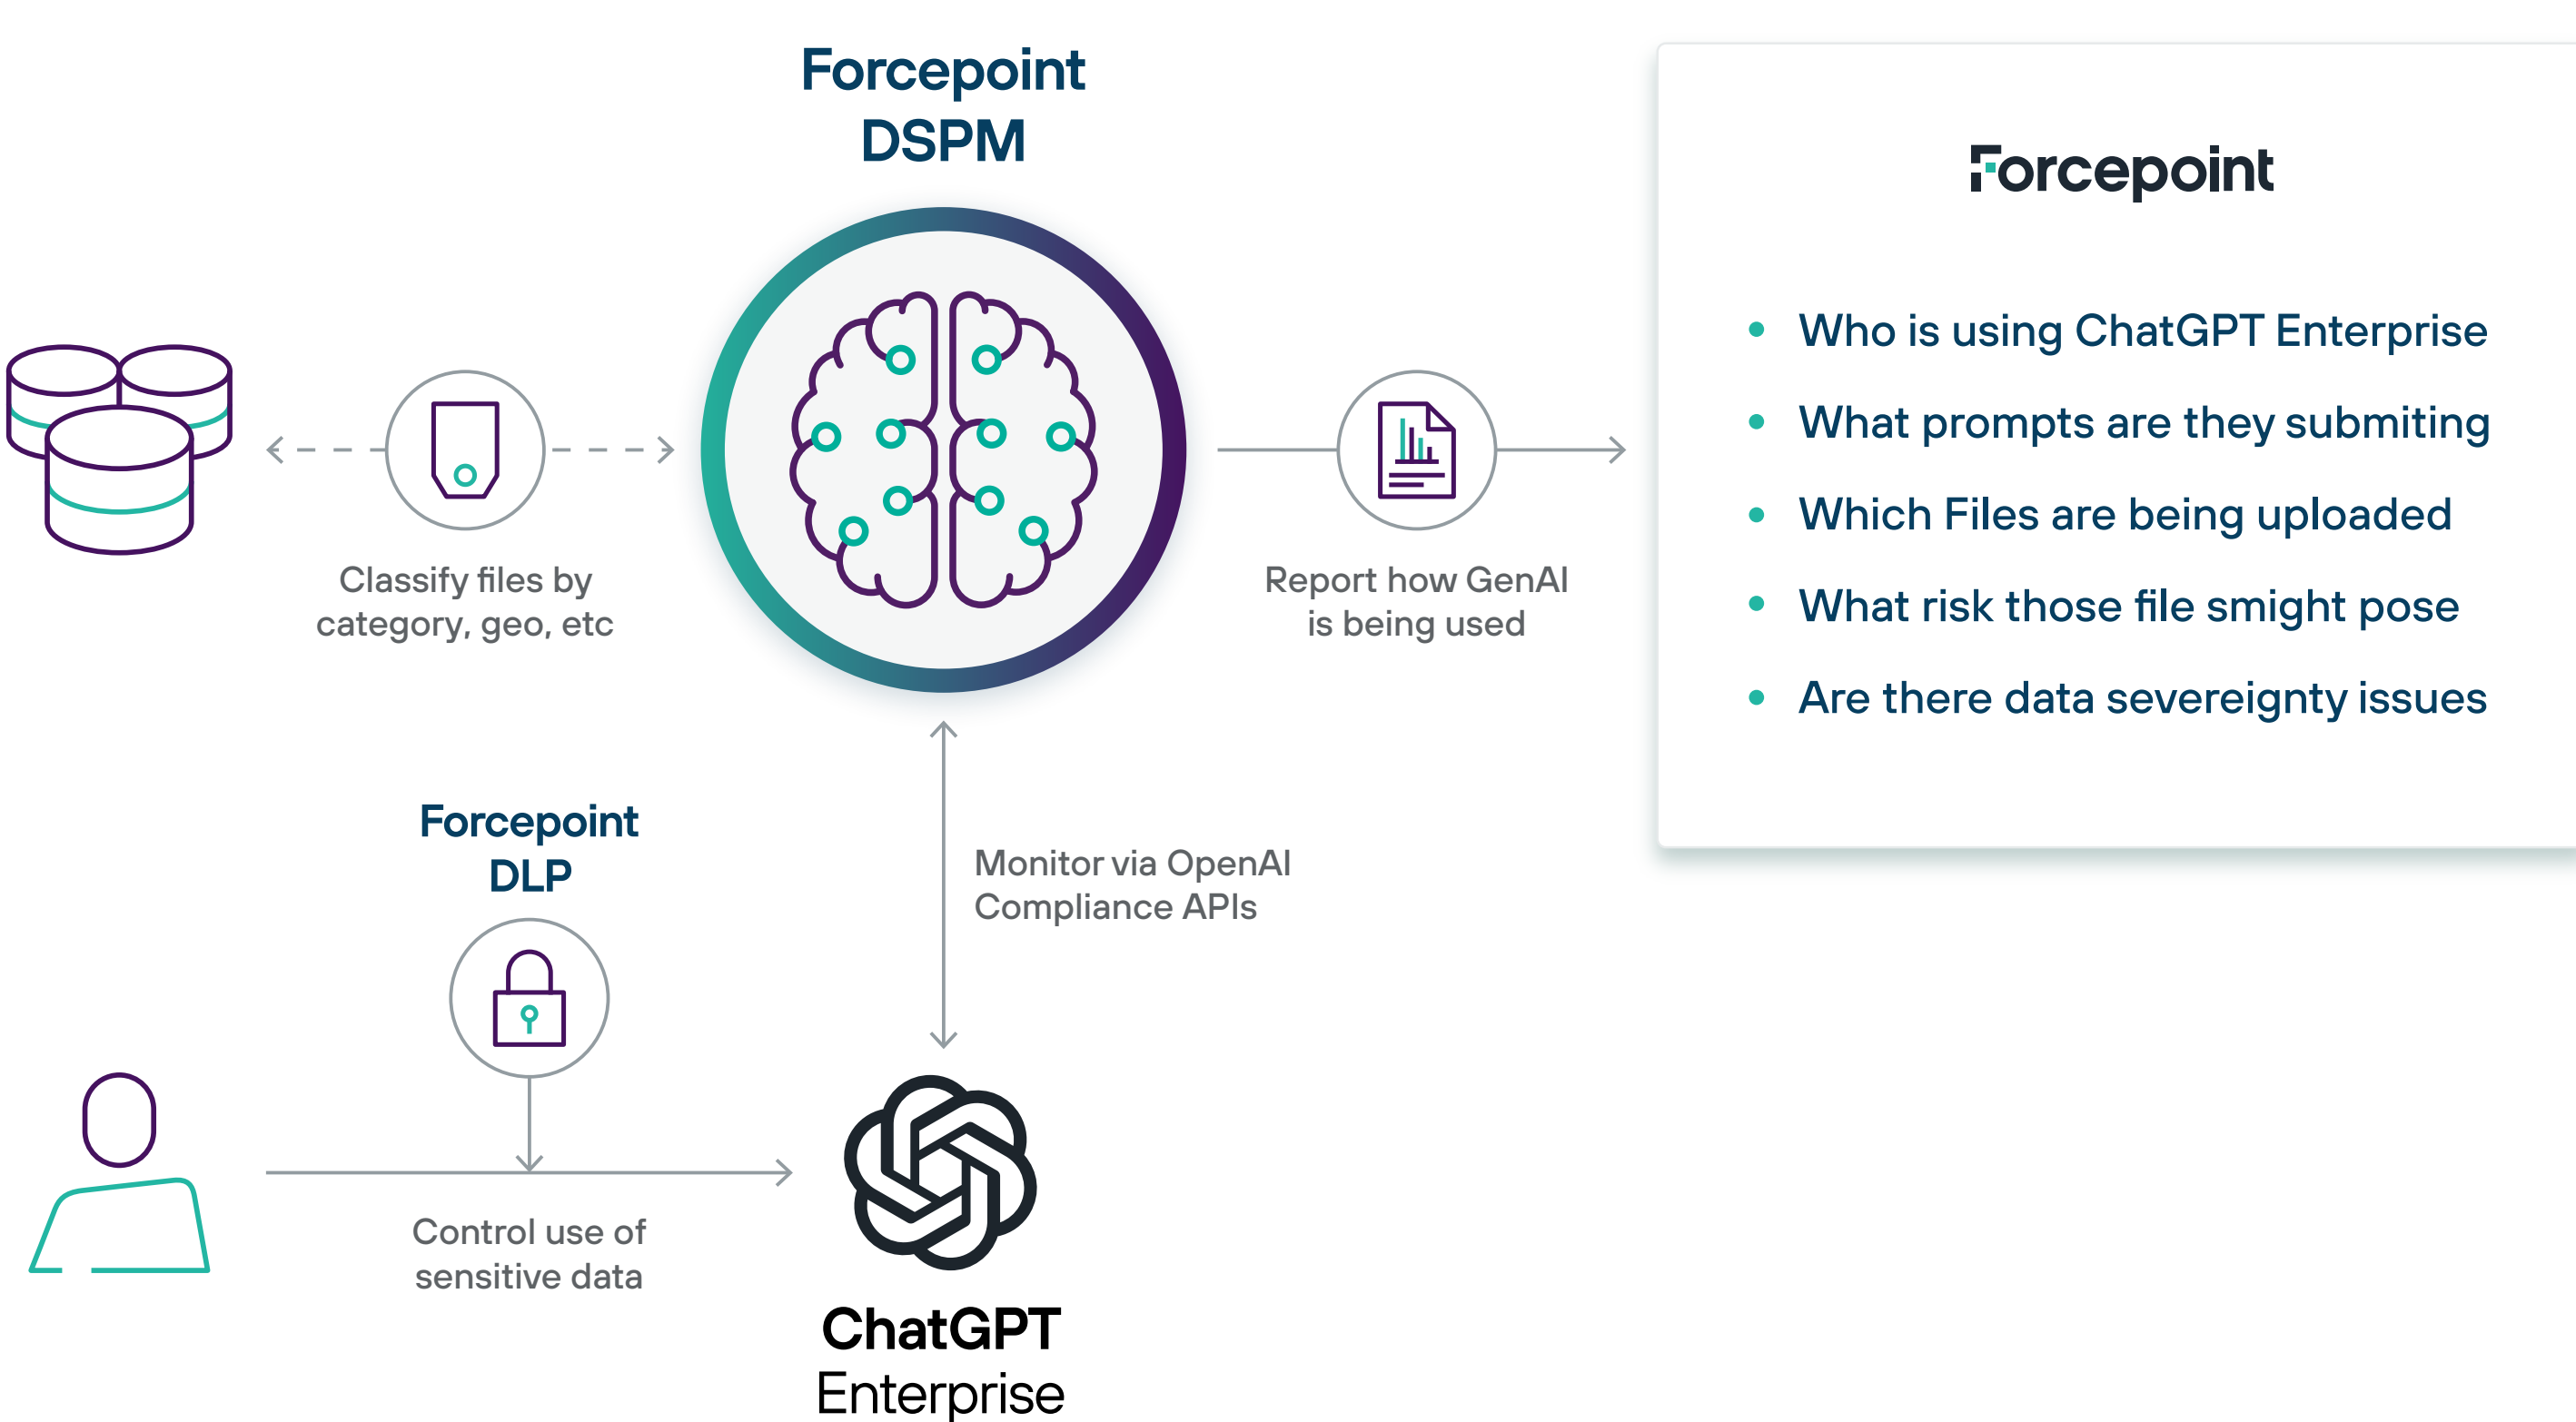 Forcepoint
DSPM
Classify files by
category, geo, etc
Report how GenAI
is being used
Forcepoint
• Who is using ChatGPT Enterprise
• What prompts are they submiting
• Which Files are being uploaded
• What risk those file smight pose
• Are there data severeignty issues
Monitor via OpenAI
Compliance APIs
Forcepoint
DLP
Control use of
sensitive data
ChatGPT
Enterprise